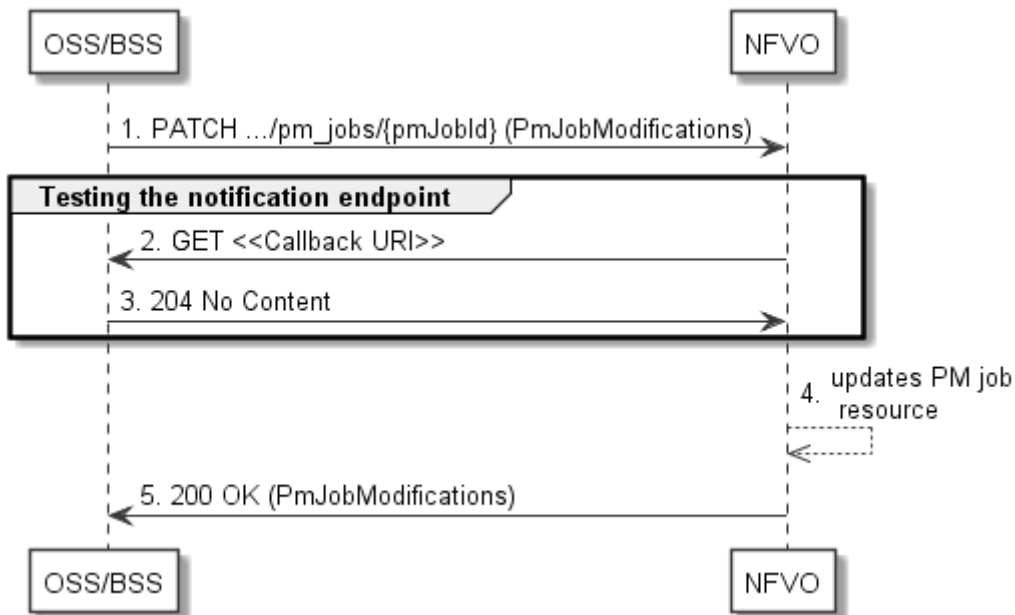 OSS/BSS
NFVO
1. PATCH .../pm_jobs/{pmJobId} (PmJobModifications)
Testing the notification endpoint
2. GET <<Callback URI>>
3. 204 No Content
4. updates PM job
resource
5. 200 OK (PmJobModifications)
OSS/BSS
NFVO